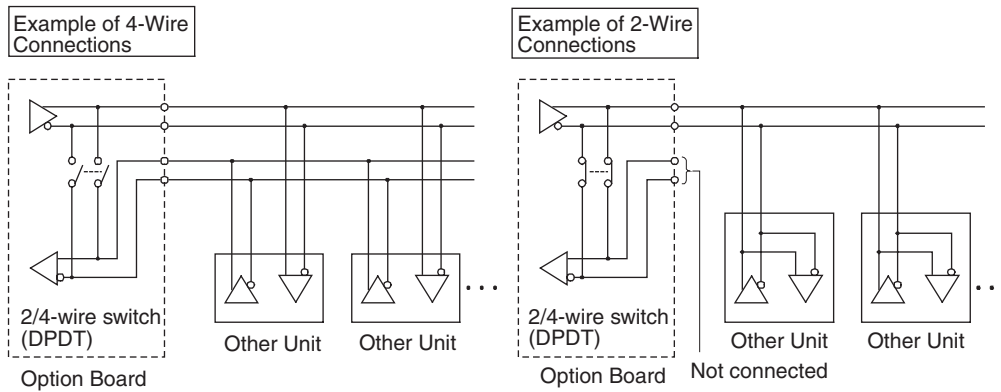 Example of 4-Wire
Connections
2/4-wire switch
(DPDT)
Option Board
Other Unit
Other Unit
...
Example of 2-Wire
Connections
2/4-wire switch
(DPDT)
Option Board
Not connected
Other Unit
Other Unit
...